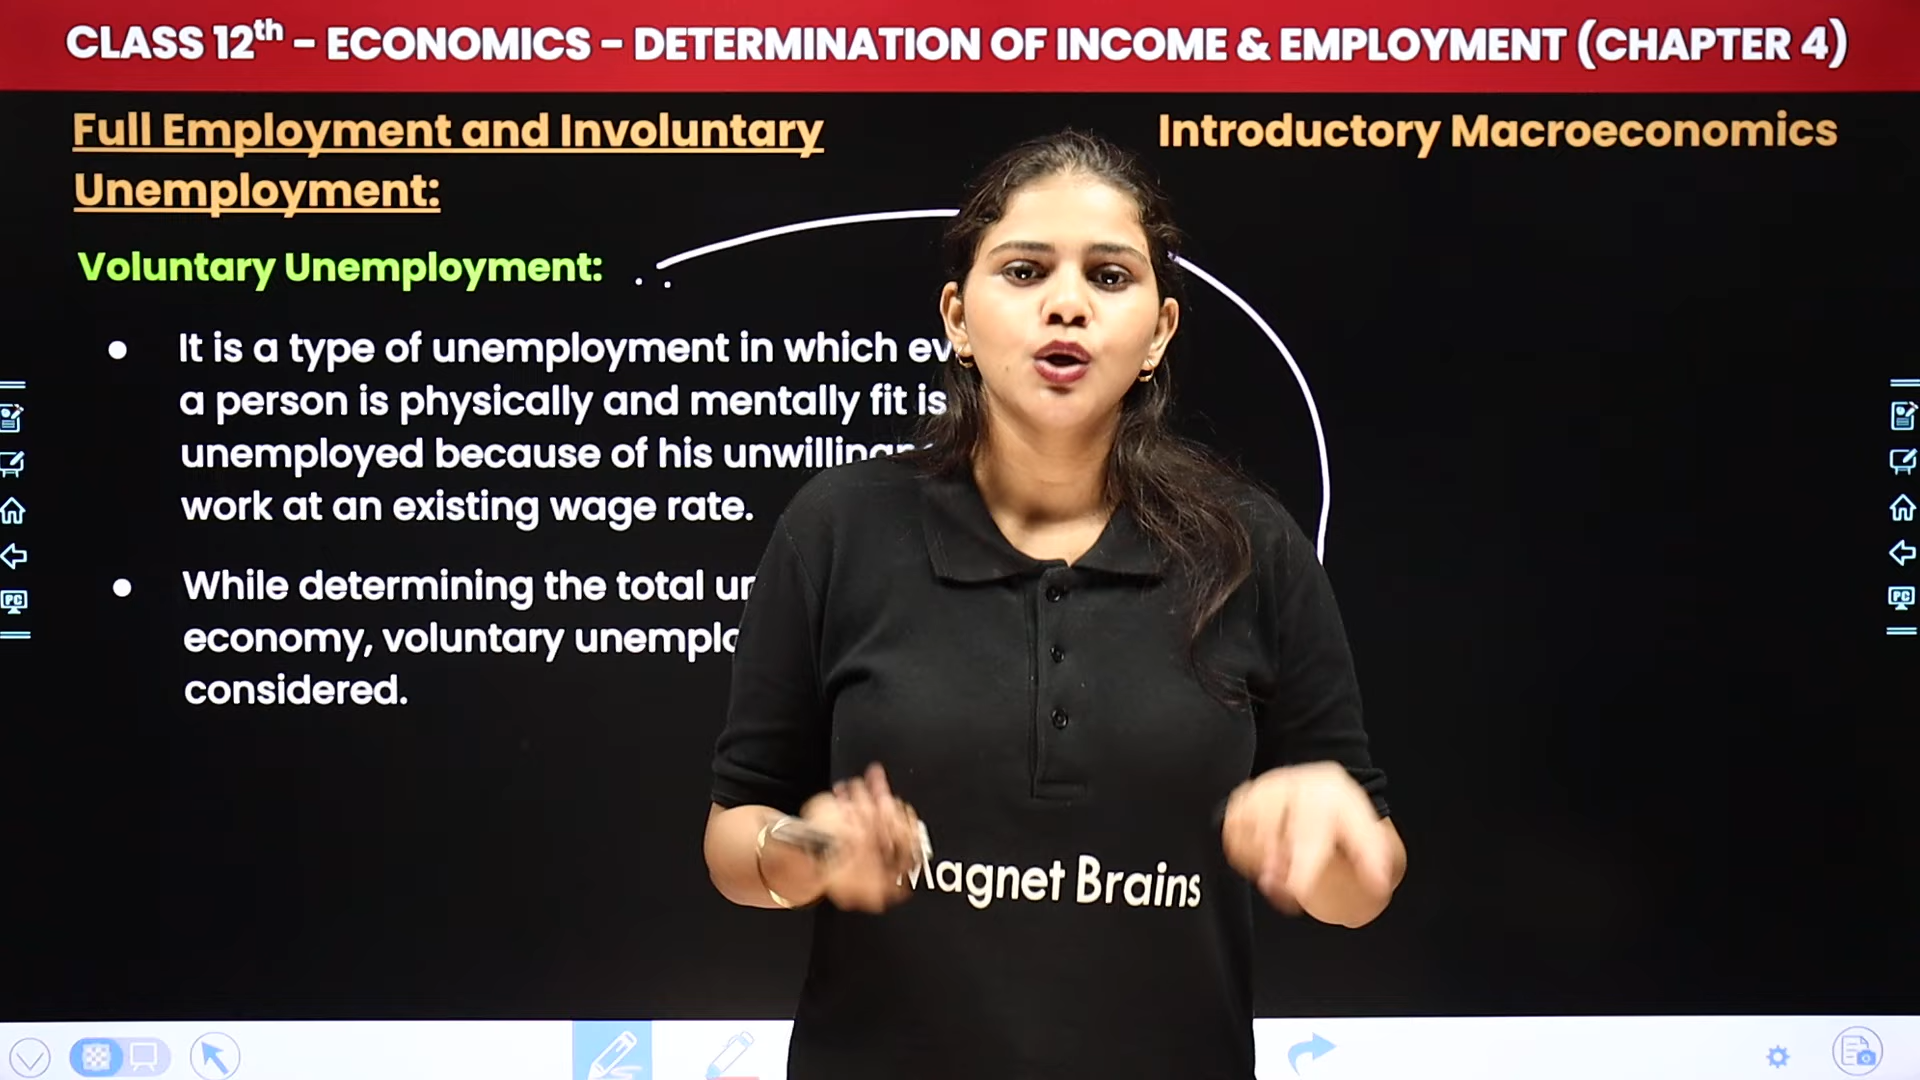 CLASS 12th - ECONOMICS - DETERMINATION OF INCOME & EMPLOYMENT (CHAPTER 4)
Full Employment and Involuntary
Unemployment:
Introductory Macroeconomics
Voluntary Unemployment:
It is a type of unemployment in which
a person is physically and mentally fit is
unemployed because of his
work at an existing wage rate.
While determining the total
economy, voluntary
considered.
Magnet Brains
PC
PC